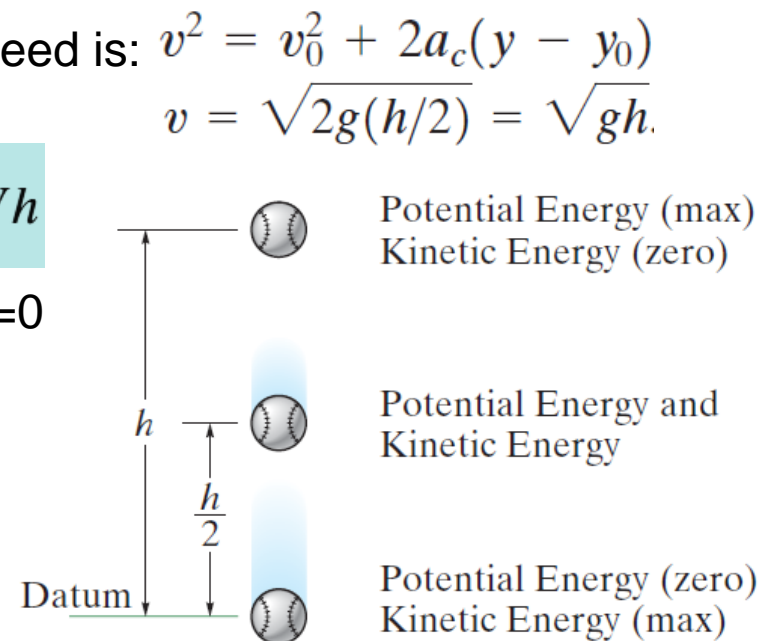 eed is: v² = v₀² + 2a_c(y − y₀)
v = √(2g(h/2)) = √(gh).
h
=0
Potential Energy (max)
Kinetic Energy (zero)
h
h/2
Potential Energy and
Kinetic Energy
Datum
Potential Energy (zero)
Kinetic Energy (max)